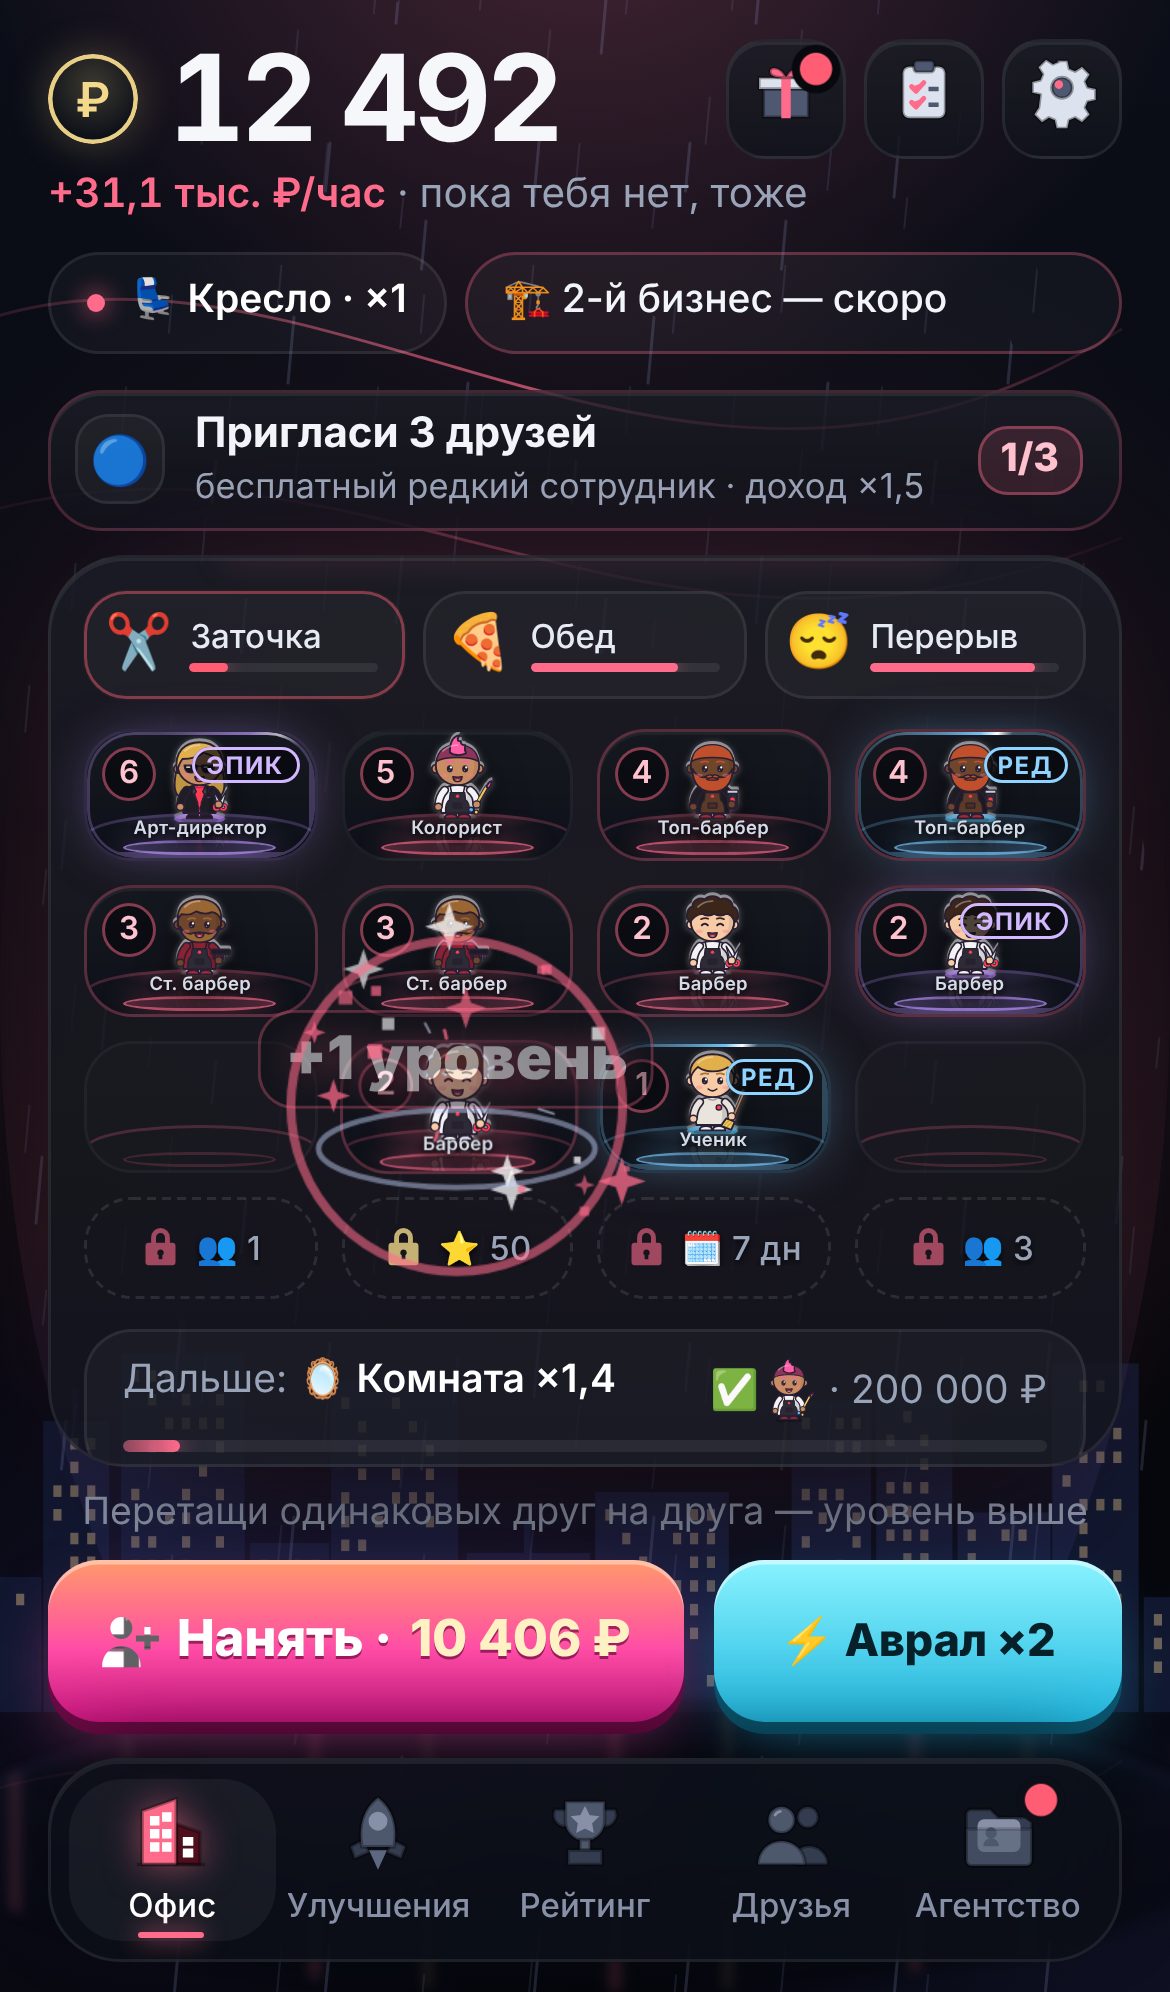 ₽ 12 492
+31,1 тыс. ₽/час · пока тебя нет, тоже
Кресло · ×1
2-й бизнес — скоро
Пригласи 3 друзей
бесплатный редкий сотрудник · доход ×1,5
1/3
Заточка
Обед
Перерыв
6 ЭПИК
Арт-директор
5
Колорист
4
Топ-барбер
4 РЕД
Топ-барбер
3
Ст. барбер
3
Ст. барбер
2
Барбер
2 ЭПИК
Барбер
+1 уровень
2
Барбер
1 РЕД
Ученик
1
50
7 дн
3
Дальше: Комната ×1,4
· 200 000 ₽
Перетащи одинаковых друг на друга — уровень выше
Нанять · 10 406 ₽
Аврал ×2
Офис
Улучшения
Рейтинг
Друзья
Агентство